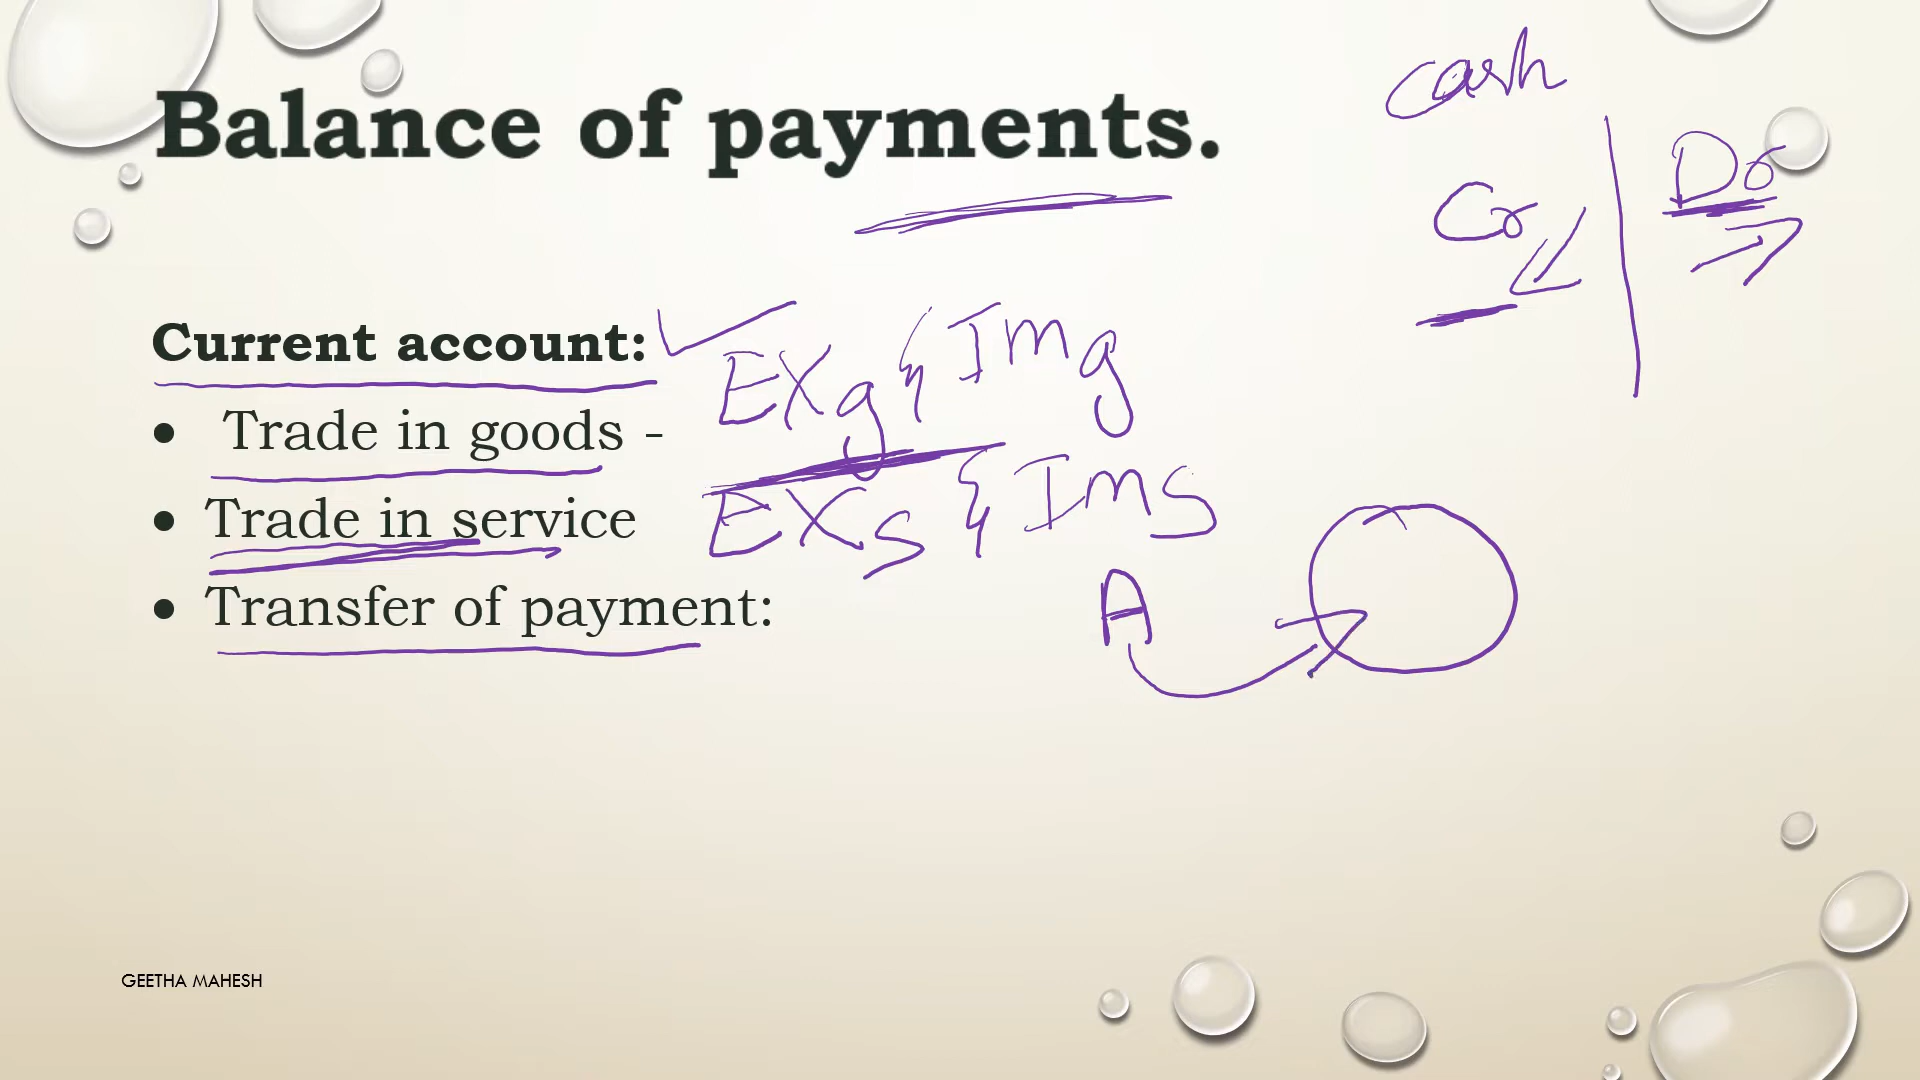 Balance of payments.
cash
Cr Dr
Current account:
EXg & Img
• Trade in goods -
• Trade in service
EXs & Ims
• Transfer of payment:
A
GEETHA MAHESH